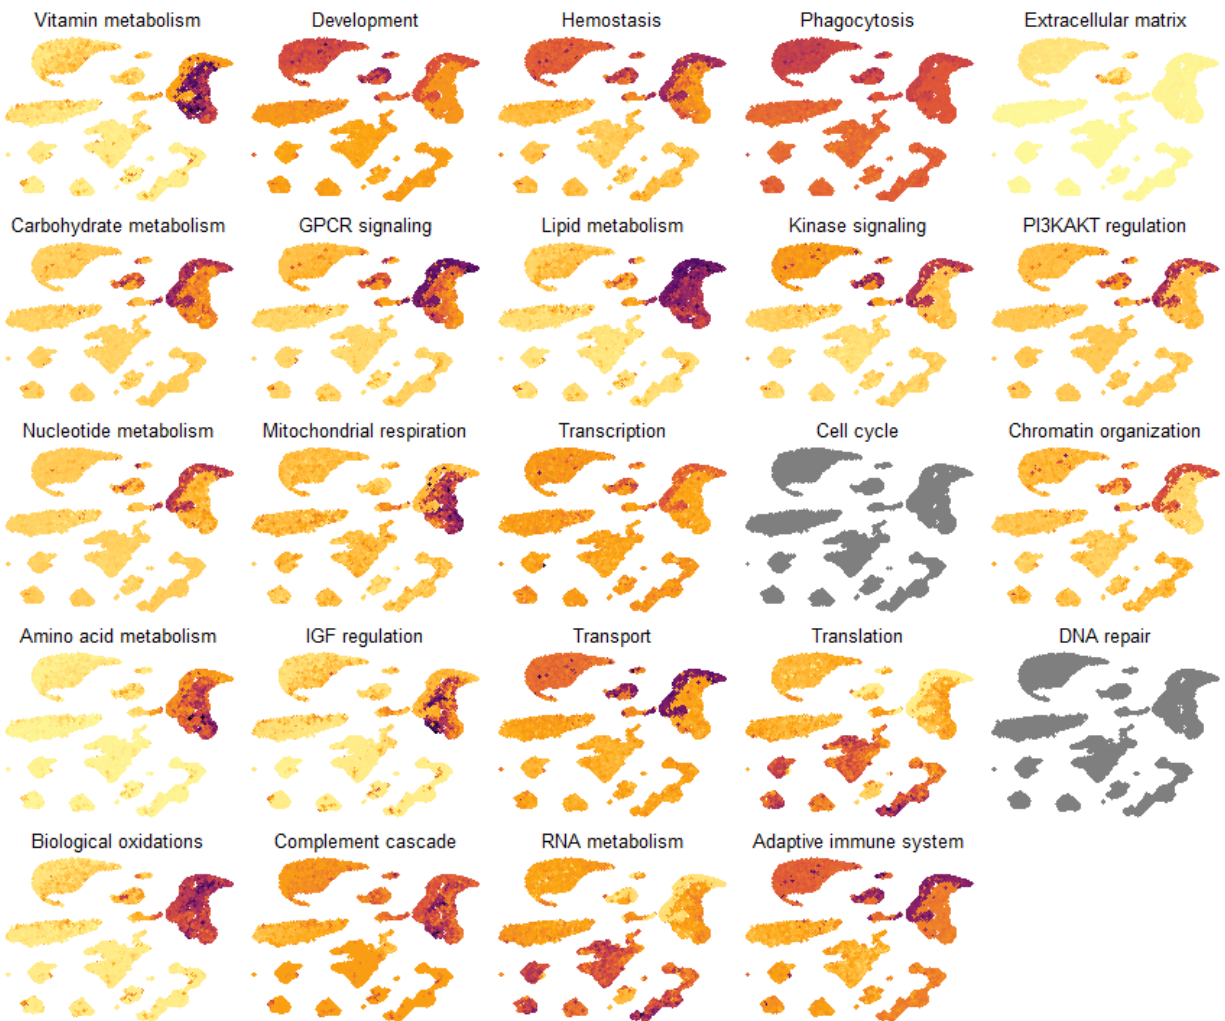 Vitamin metabolism
Development
Hemostasis
Phagocytosis
Extracellular matrix
Carbohydrate metabolism
GPCR signaling
Lipid metabolism
Kinase signaling
PI3KAKT regulation
Nucleotide metabolism
Mitochondrial respiration
Transcription
Cell cycle
Chromatin organization
Amino acid metabolism
IGF regulation
Transport
Translation
DNA repair
Biological oxidations
Complement cascade
RNA metabolism
Adaptive immune system